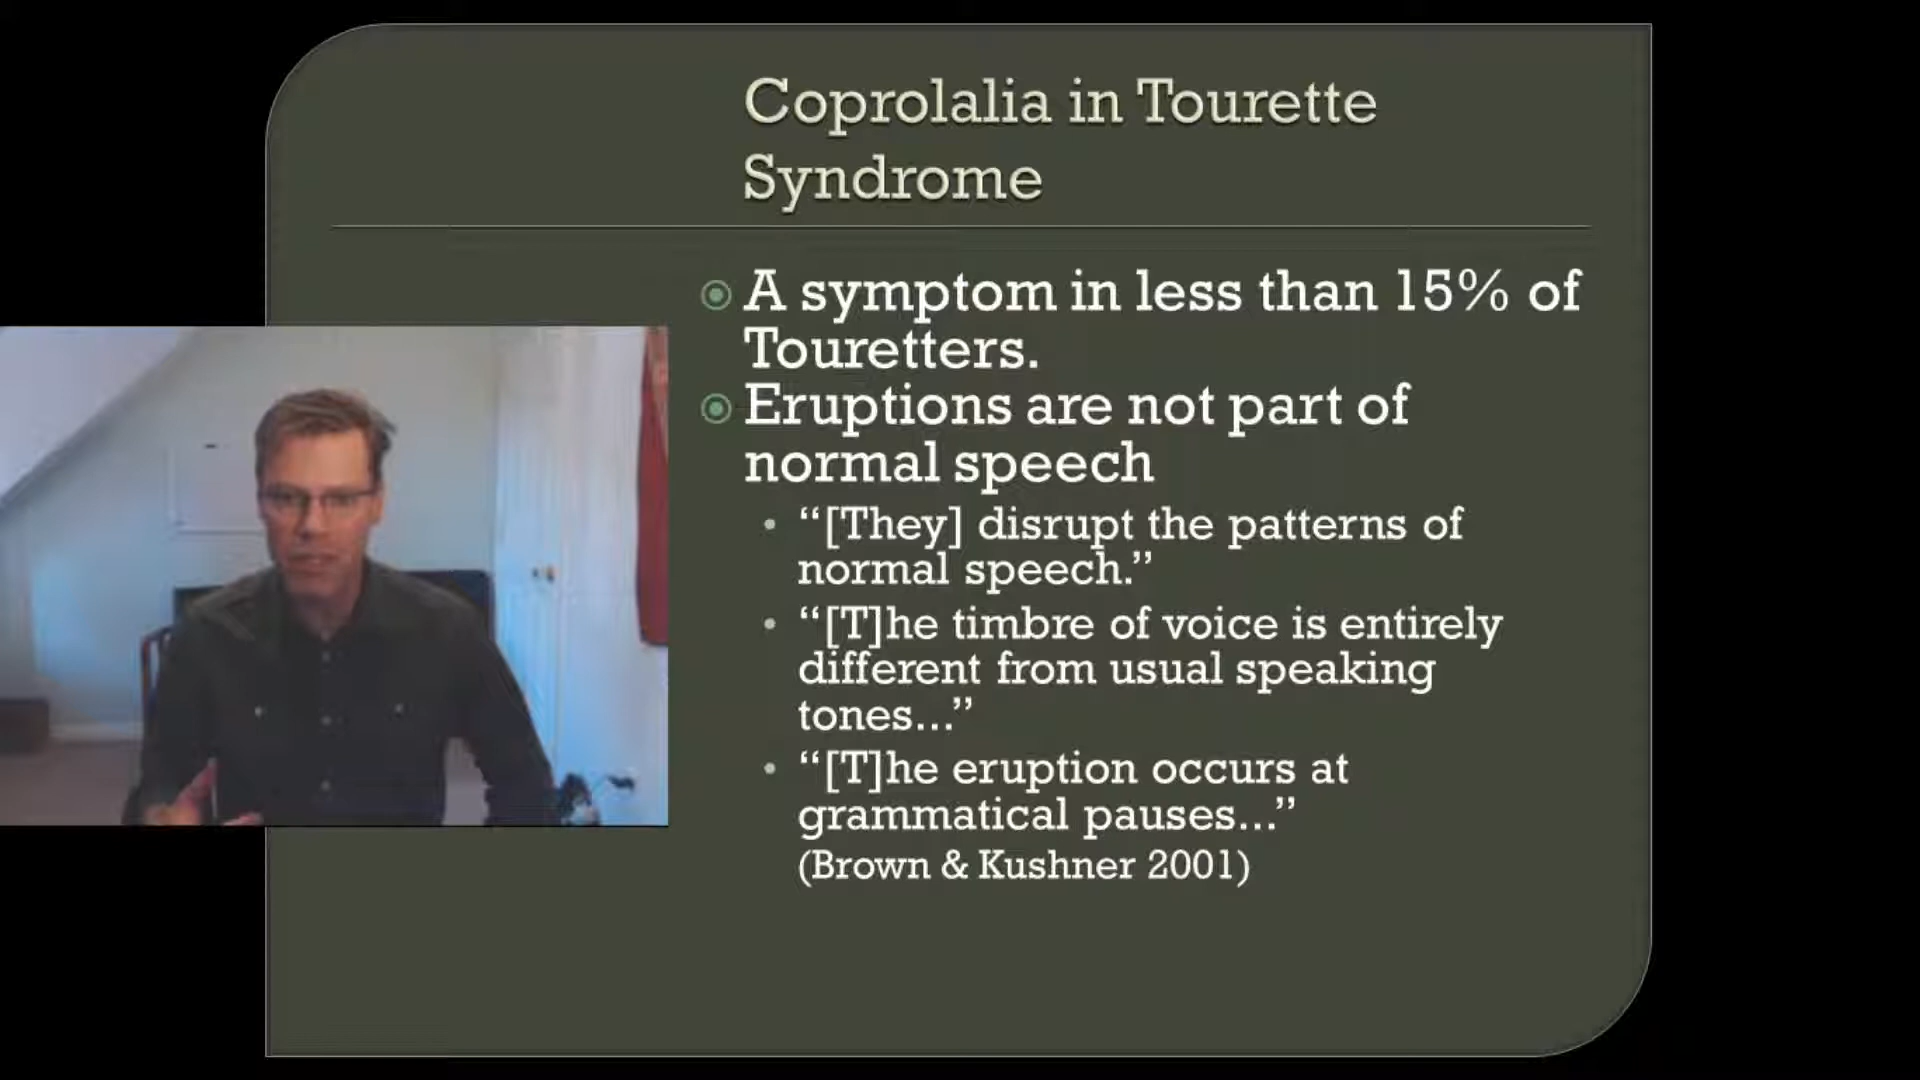 Coprolalia in Tourette
Syndrome
A symptom in less than 15% of
Touretters.
Eruptions are not part of
normal speech
“[They] disrupt the patterns of
normal speech.”
“[T]he timbre of voice is entirely
different from usual speaking
tones...”
“[T]he eruption occurs at
grammatical pauses...”
(Brown & Kushner 2001)